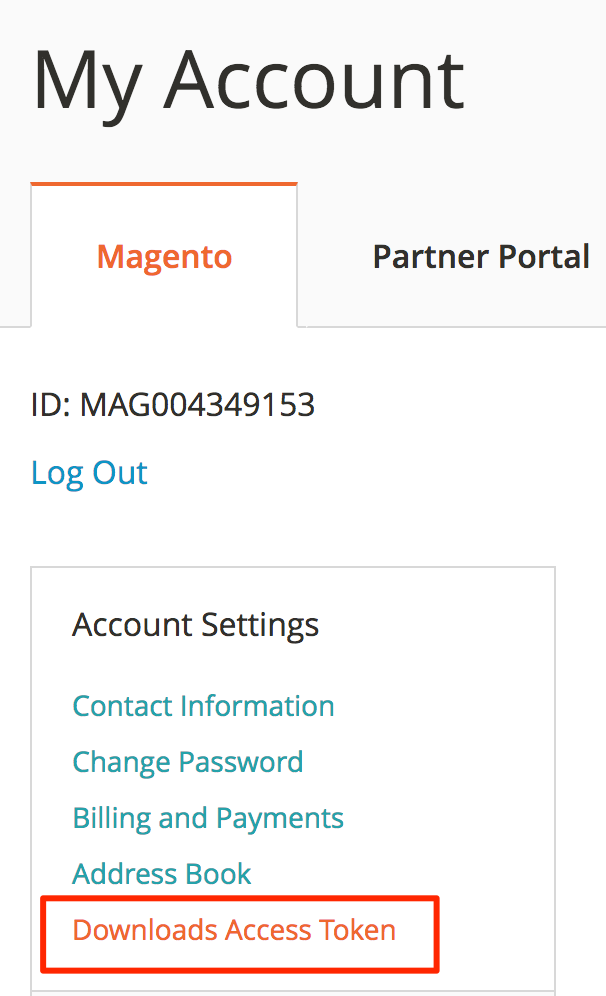 My Account
Magento
Partner Portal
ID: MAG004349153
Log Out
Account Settings
Contact Information
Change Password
Billing and Payments
Address Book
Downloads Access Token